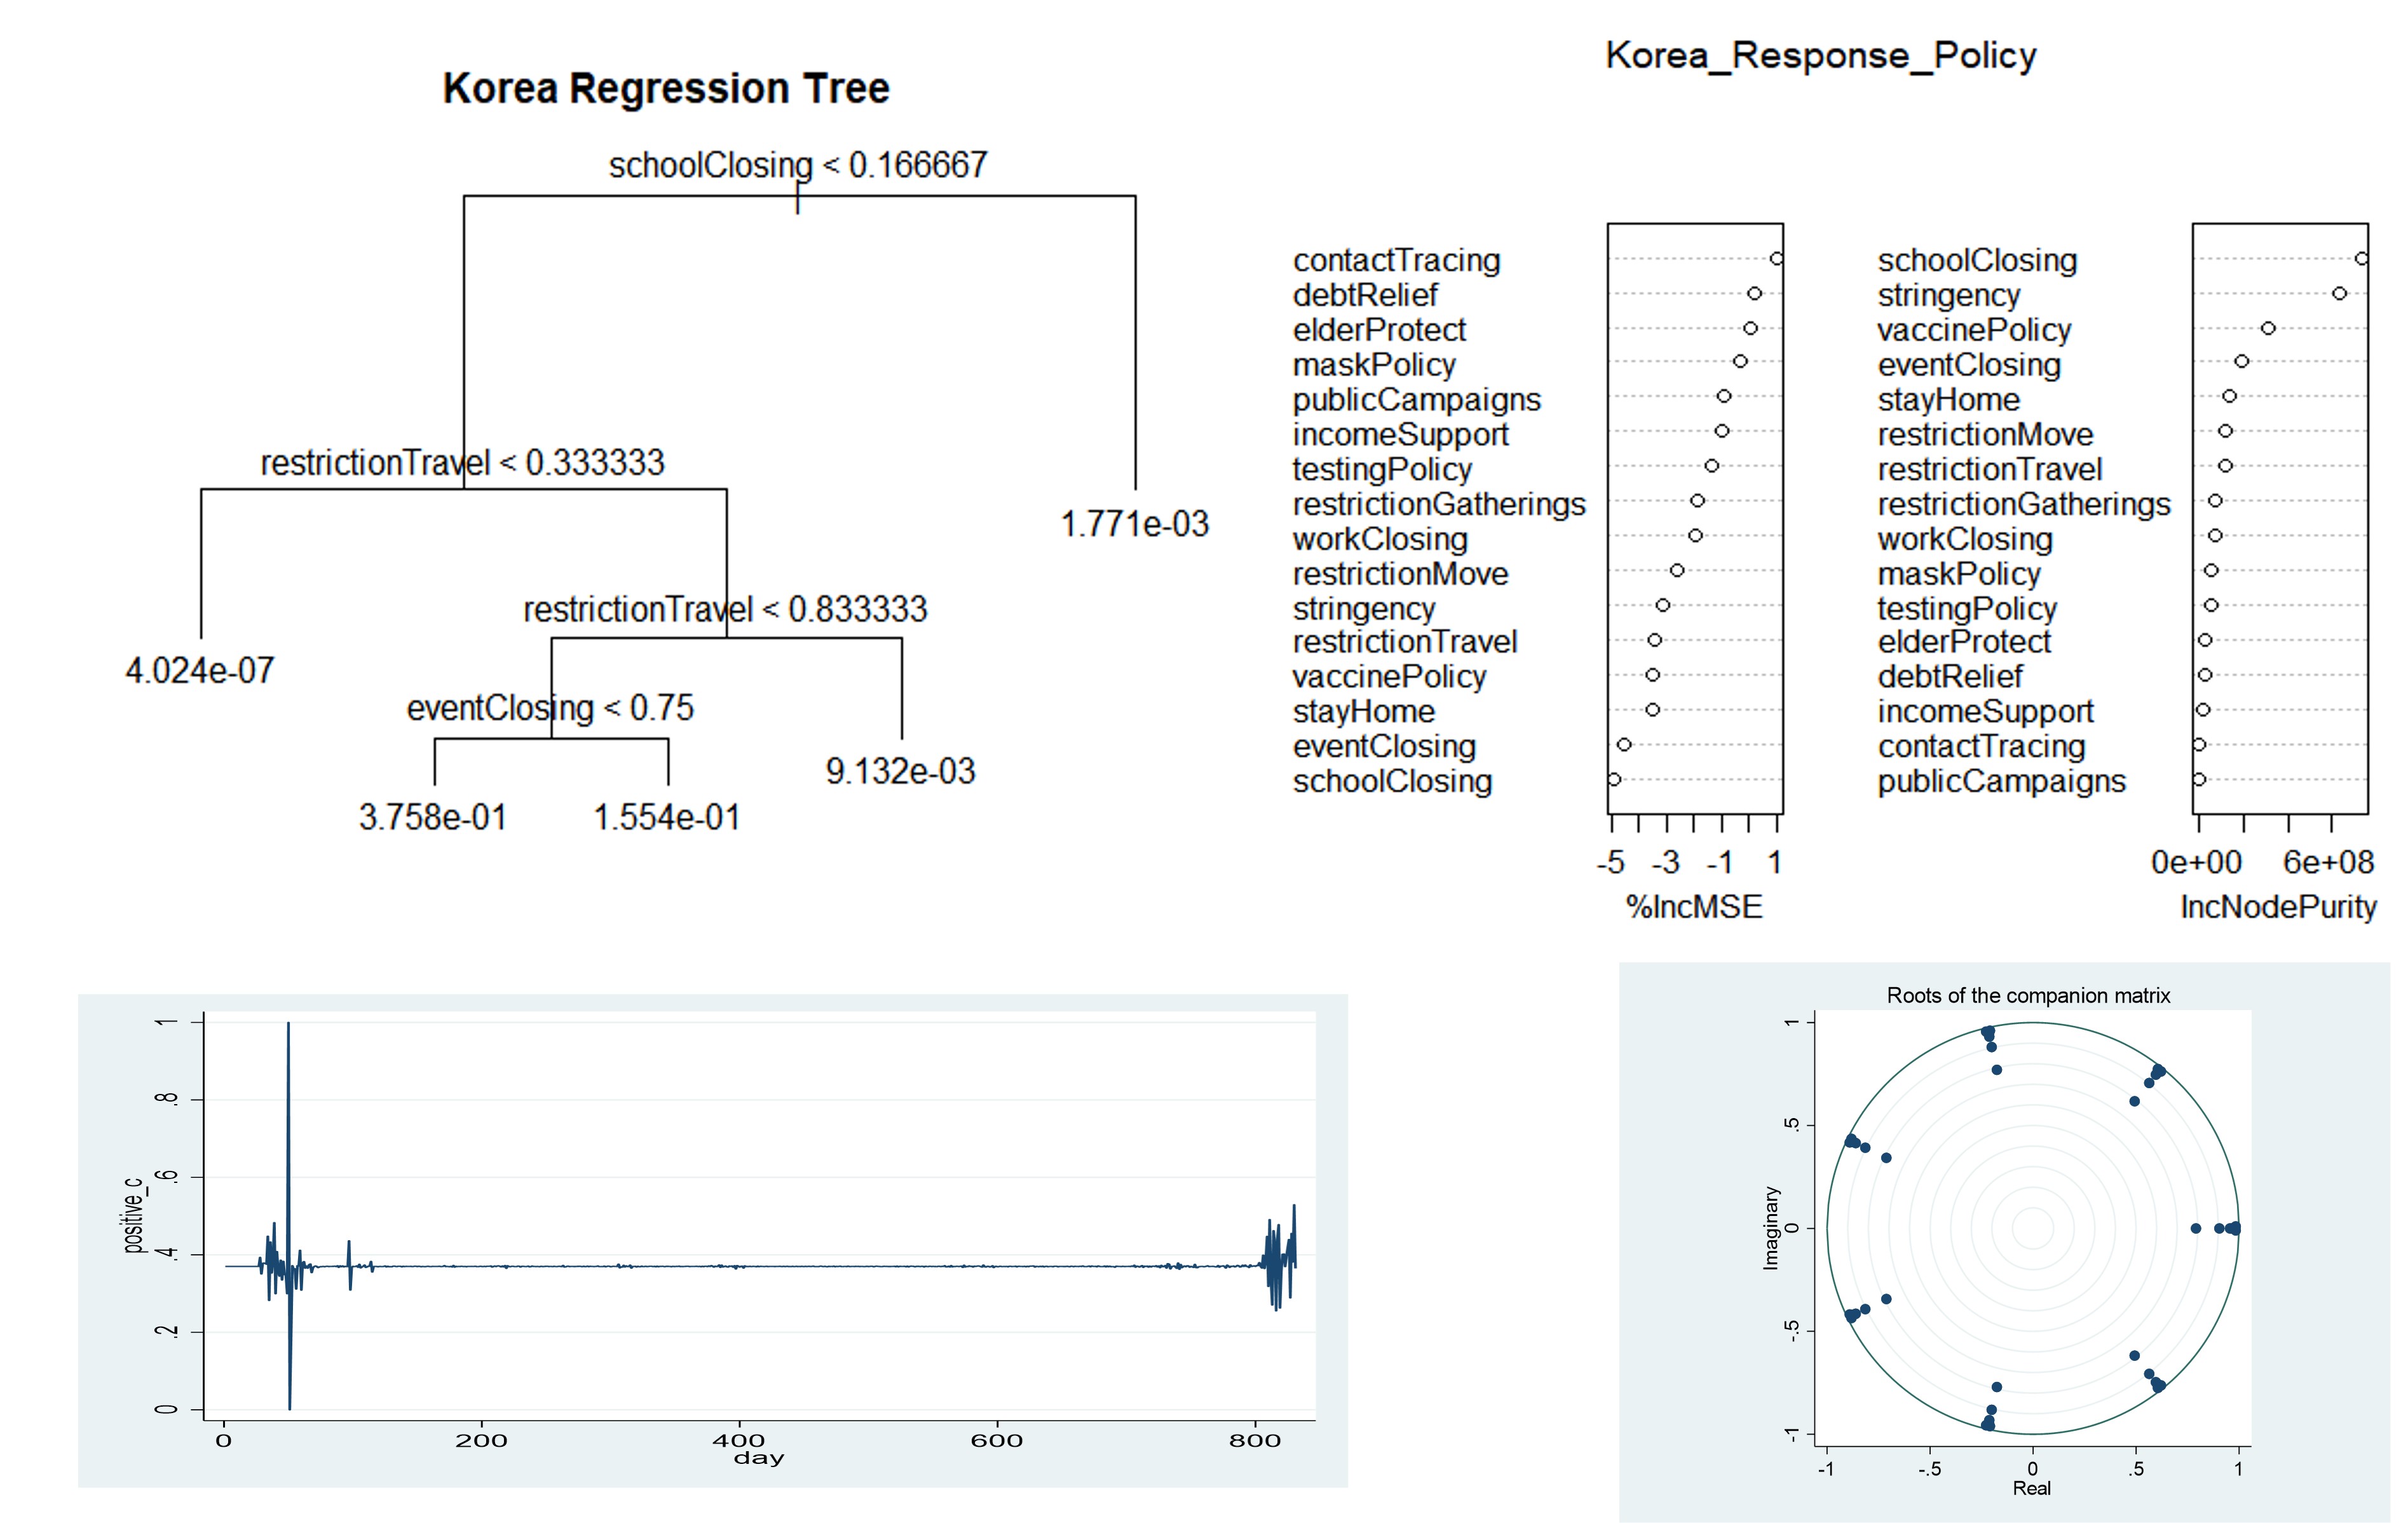 Korea Regression Tree
schoolClosing < 0.166667
restrictionTravel < 0.333333
1.771e-03
restrictionTravel < 0.833333
4.024e-07
eventClosing < 0.75
9.132e-03
3.758e-01
1.554e-01
Korea_Response_Policy
contactTracing
debtRelief
elderProtect
maskPolicy
publicCampaigns
incomeSupport
testingPolicy
restrictionGatherings
workClosing
restrictionMove
stringency
restrictionTravel
vaccinePolicy
stayHome
eventClosing
schoolClosing
-5 -3 -1 1
%IncMSE
schoolClosing
stringency
vaccinePolicy
eventClosing
stayHome
restrictionMove
restrictionTravel
restrictionGatherings
workClosing
maskPolicy
testingPolicy
elderProtect
debtRelief
incomeSupport
contactTracing
publicCampaigns
0e+00 6e+08
IncNodePurity
positive_c
1
.8
.6
.4
.2
0
0 200 400 600 800
day
Roots of the companion matrix
Imaginary
1
.5
0
-.5
-1
-1 -.5 0 .5 1
Real